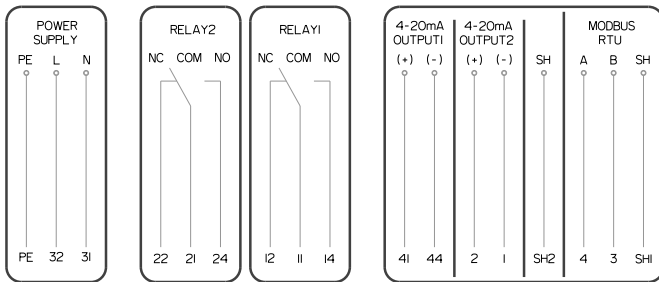 POWER
SUPPLY
PE L N
PE 32 31
RELAY2
NC COM NO
22 21 24
RELAY1
NC COM NO
12 11 14
4-20mA
OUTPUT1
(+) (-)
41 44
4-20mA
OUTPUT2
(+) (-)
2 1
SH
SH2
MODBUS
RTU
A B SH
4 3 SH1